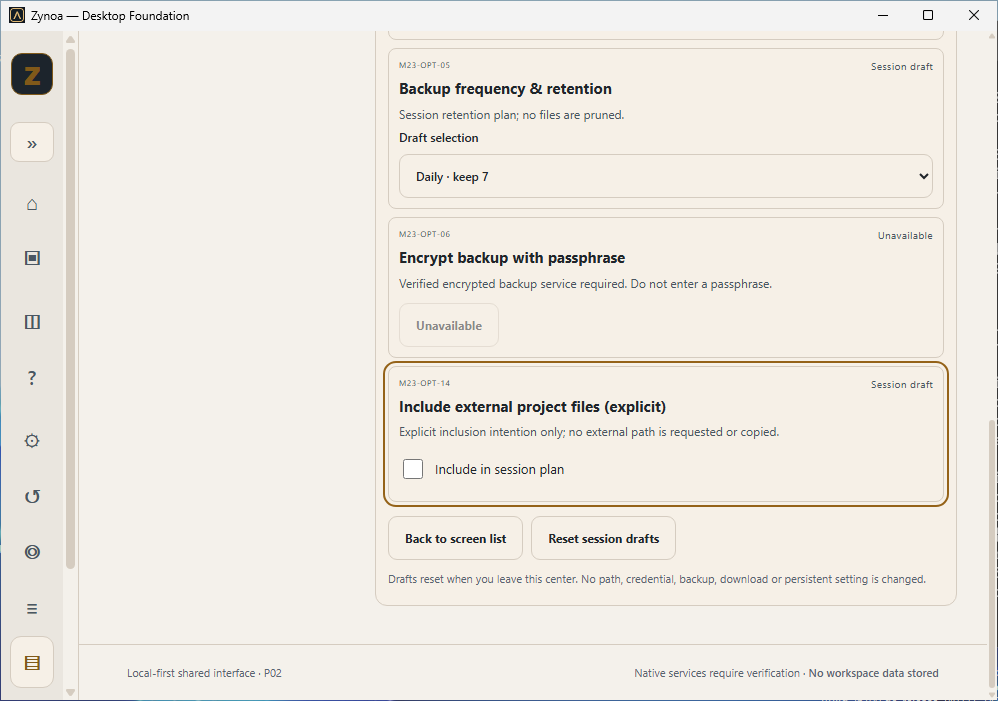 Zynoa — Desktop Foundation
Z
»
?
M23-OPT-05
Session draft
Backup frequency & retention
Session retention plan; no files are pruned.
Draft selection
Daily · keep 7
M23-OPT-06
Unavailable
Encrypt backup with passphrase
Verified encrypted backup service required. Do not enter a passphrase.
Unavailable
M23-OPT-14
Session draft
Include external project files (explicit)
Explicit inclusion intention only; no external path is requested or copied.
Include in session plan
Back to screen list
Reset session drafts
Drafts reset when you leave this center. No path, credential, backup, download or persistent setting is changed.
Local-first shared interface · P02
Native services require verification · No workspace data stored